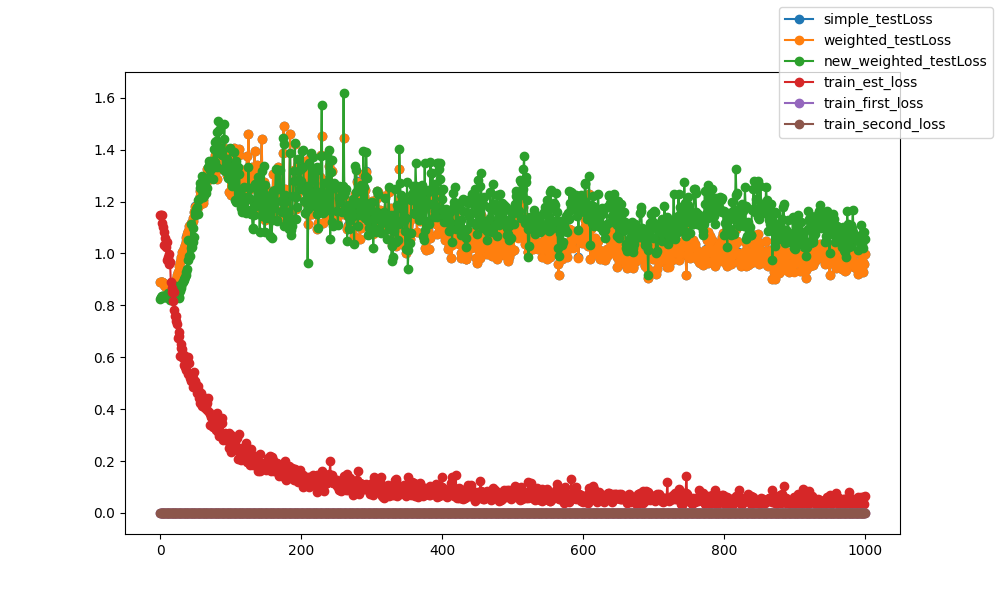 simple_testLoss
weighted_testLoss
new_weighted_testLoss
train_est_loss
train_first_loss
train_second_loss
1.6
1.4
1.2
1.0
0.8
0.6
0.4
0.2
0.0
0 200 400 600 800 1000